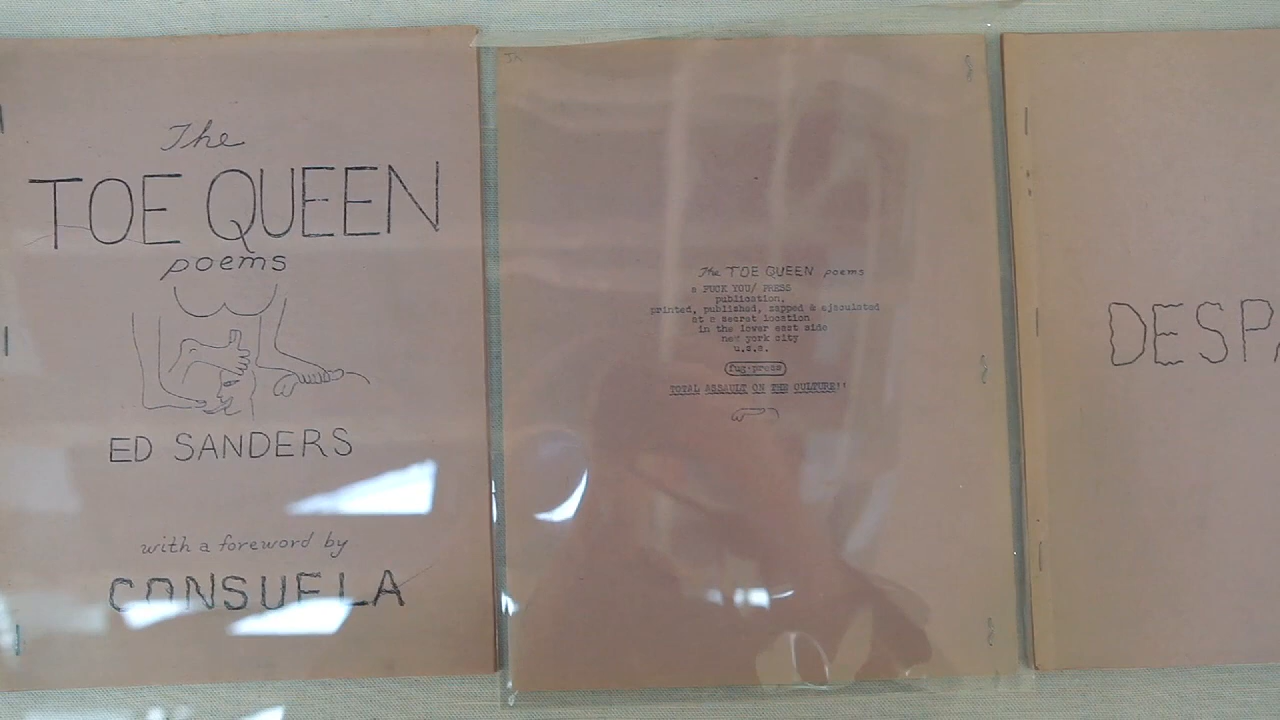 The
TOE QUEEN
poems
ED SANDERS
with a foreword by
CONSUELA
The TOE QUEEN poems
a FUCK YOU/ PRESS
publication,
printed, published, zapped & ejaculated
at a secret location
in the lower east side
new york city
u.s.a.
fug-press
TOTAL ASSAULT ON THE CULTURE!!
DESPA